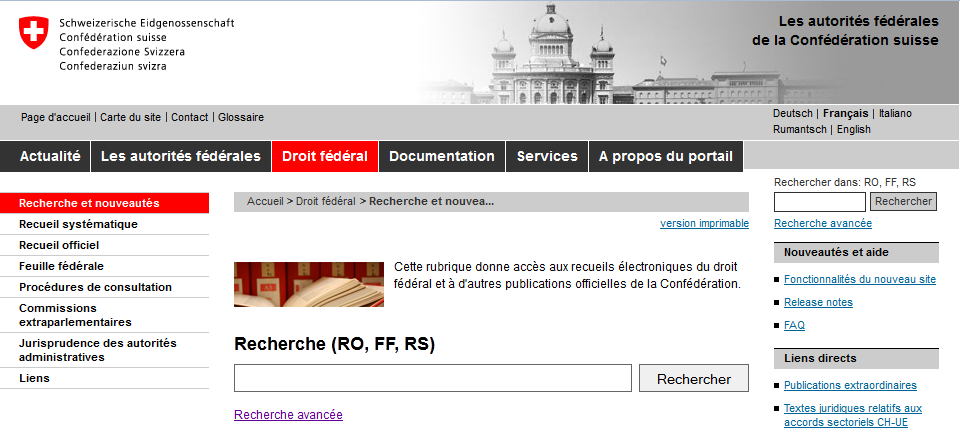 Schweizerische Eidgenossenschaft
Confédération suisse
Confederazione Svizzera
Confederaziun svizra
Les autorités fédérales
de la Confédération suisse
Page d'accueil | Carte du site | Contact | Glossaire
Deutsch | Français | Italiano
Rumantsch | English
Actualité
Les autorités fédérales
Droit fédéral
Documentation
Services
A propos du portail
Recherche et nouveautés
Recueil systématique
Recueil officiel
Feuille fédérale
Procédures de consultation
Commissions
extraparlementaires
Jurisprudence des autorités
administratives
Liens
Accueil > Droit fédéral > Recherche et nouvea...
version imprimable
Cette rubrique donne accès aux recueils électroniques du droit
fédéral et à d'autres publications officielles de la Confédération.
Recherche (RO, FF, RS)
Rechercher
Recherche avancée
Rechercher dans: RO, FF, RS
Rechercher
Recherche avancée
Nouveautés et aide
Fonctionnalités du nouveau site
Release notes
FAQ
Liens directs
Publications extraordinaires
Textes juridiques relatifs aux
accords sectoriels CH-UE